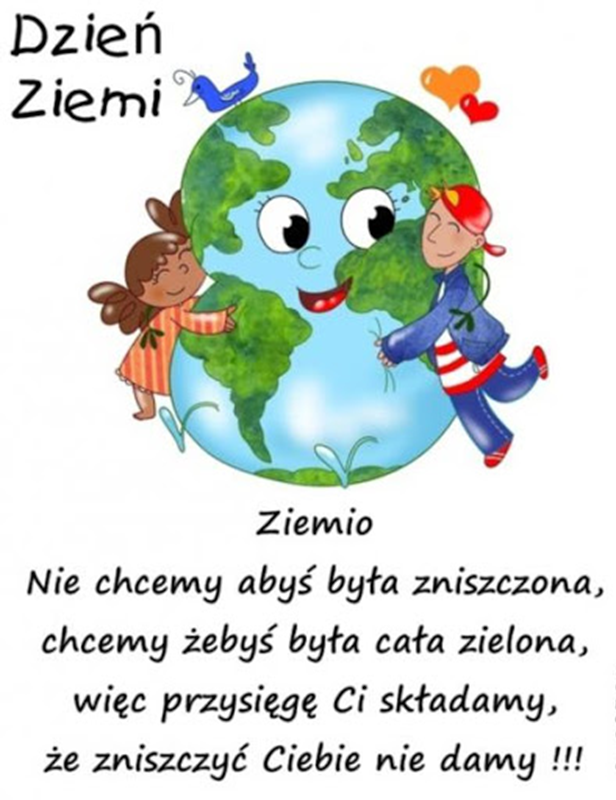 Dzień
Ziemi
Ziemio
Nie chcemy abyś była zniszczona,
chcemy żebyś była cała zielona,
więc przysięgę Ci składamy,
że zniszczyć Ciebie nie damy !!!